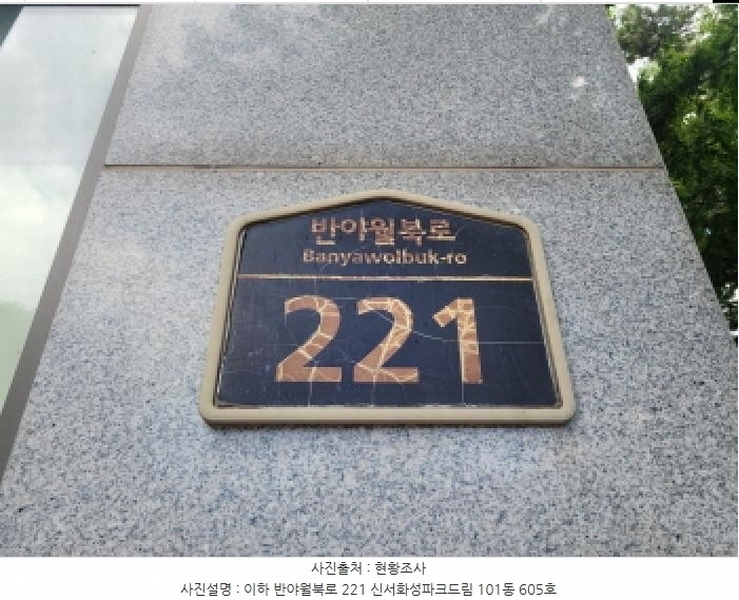 반야월북로
Banyawolbuk-ro
221
사진출처 : 현황조사
사진설명 : 이하 반야월북로 221 신서화성파크드림 101동 605호